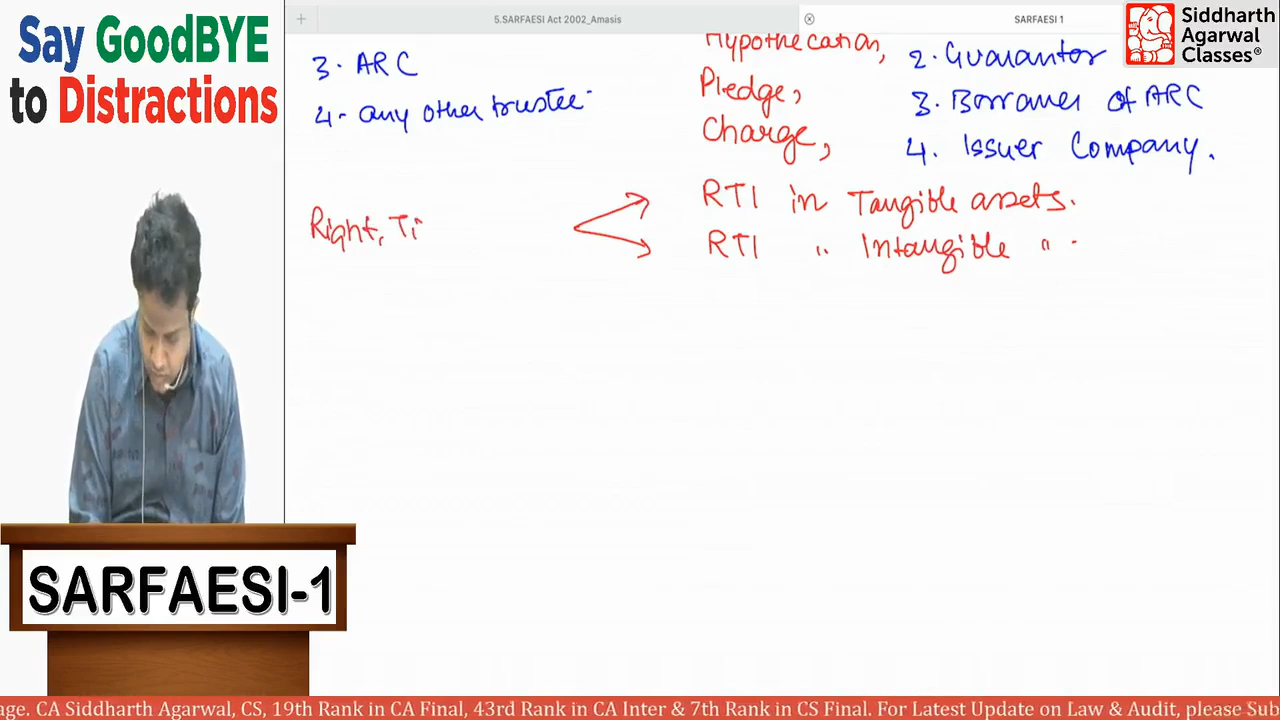 Say GoodBYE
to Distractions
5.SARFAESI Act 2002_Amasis
SARFAESI 1
Siddharth
Agarwal
Classes®
3. ARC
4. any other trustee
Hypothecation,
Pledge,
Charge,
2. Guarantor
3. Borrower of ARC
4. Issuer Company.
Right, Ti
RTI in Tangible assets.
RTI " Intangible " .
SARFAESI-1
age. CA Siddharth Agarwal, CS, 19th Rank in CA Final, 43rd Rank in CA Inter & 7th Rank in CS Final. For Latest Update on Law & Audit, please Sub